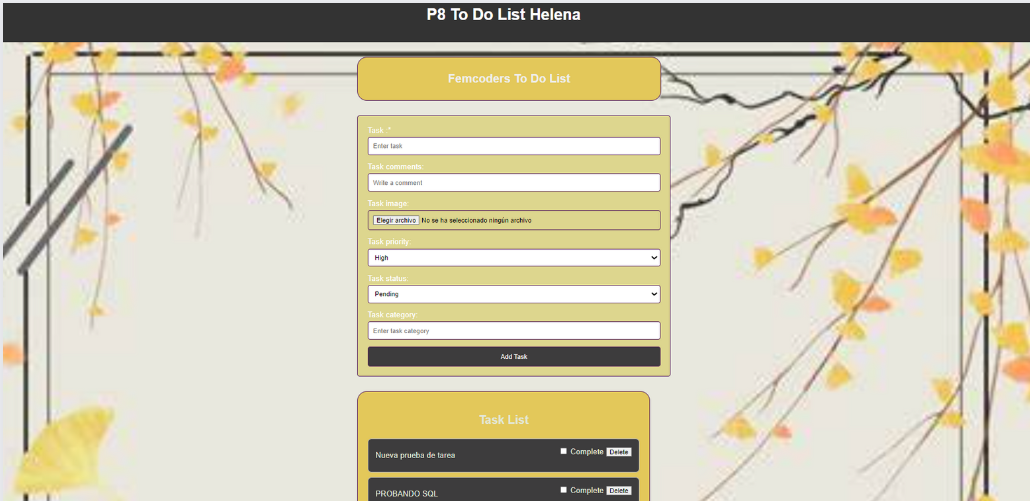 P8 To Do List Helena
Femcoders To Do List
Task *
Enter task
Task comments:
Write a comment
Task image:
Elegir archivo No se ha seleccionado ningún archivo
Task priority:
High
Task status:
Pending
Task category:
Enter task category
Add Task
Task List
Nueva prueba de tarea Complete Delete
PROBANDO SQL Complete Delete